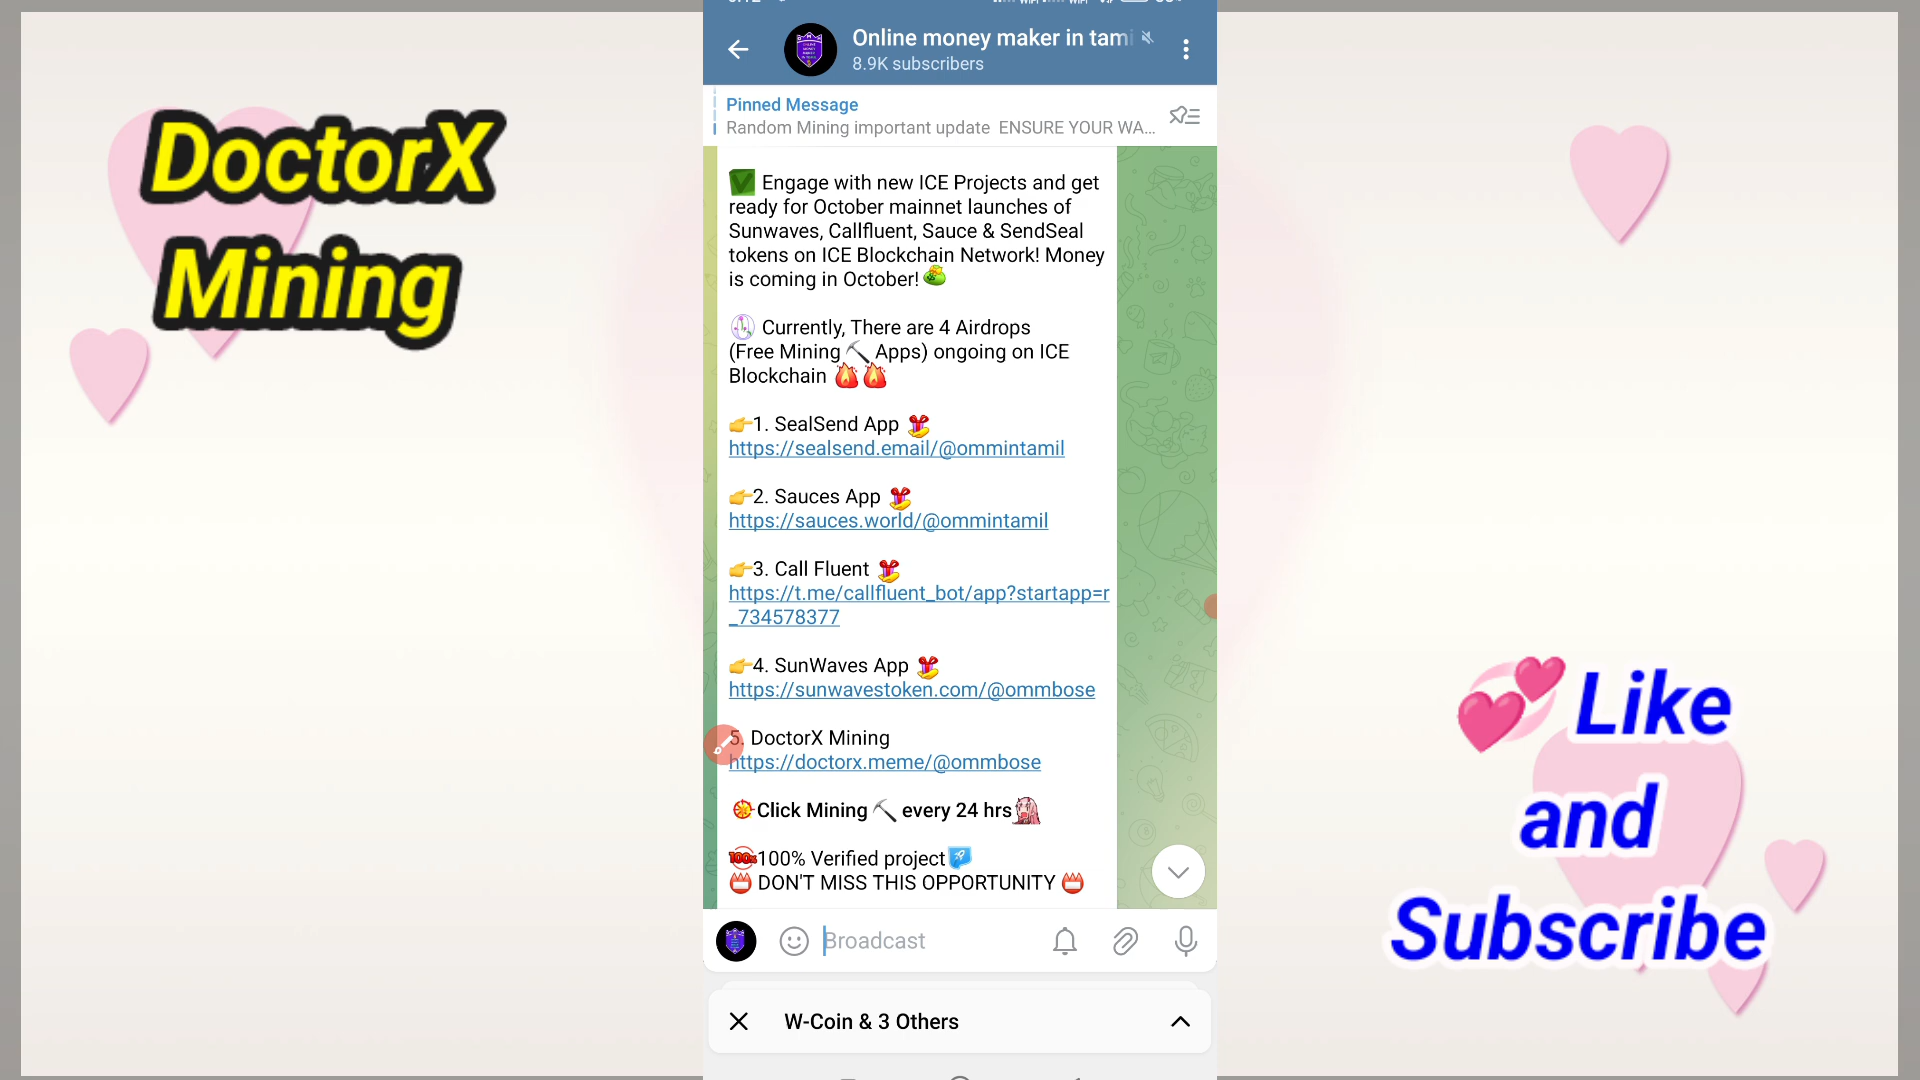 DoctorX
Mining
Online money maker in tami
8.9K subscribers
Pinned Message
Random Mining important update ENSURE YOUR WA...
Engage with new ICE Projects and get
ready for October mainnet launches of
Sunwaves, Callfluent, Sauce & SendSeal
tokens on ICE Blockchain Network! Money
is coming in October!
Currently, There are 4 Airdrops
(Free Mining Apps) ongoing on ICE
Blockchain
1. SealSend App
https://sealsend.email/@ommintamil
2. Sauces App
https://sauces.world/@ommintamil
3. Call Fluent
https://t.me/callfluent_bot/app?startapp=r
_734578377
4. SunWaves App
https://sunwavestoken.com/@ommbose
5. DoctorX Mining
https://doctorx.meme/@ommbose
Click Mining every 24 hrs
100% Verified project
DON'T MISS THIS OPPORTUNITY
Broadcast
W-Coin & 3 Others
Like
and
Subscribe